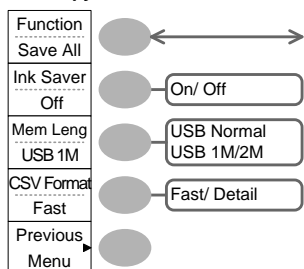 Function
Save All
Ink Saver
Off
On/ Off
Mem Leng
USB 1M
USB Normal
USB 1M/2M
CSV Format
Fast
Fast/ Detail
Previous
Menu